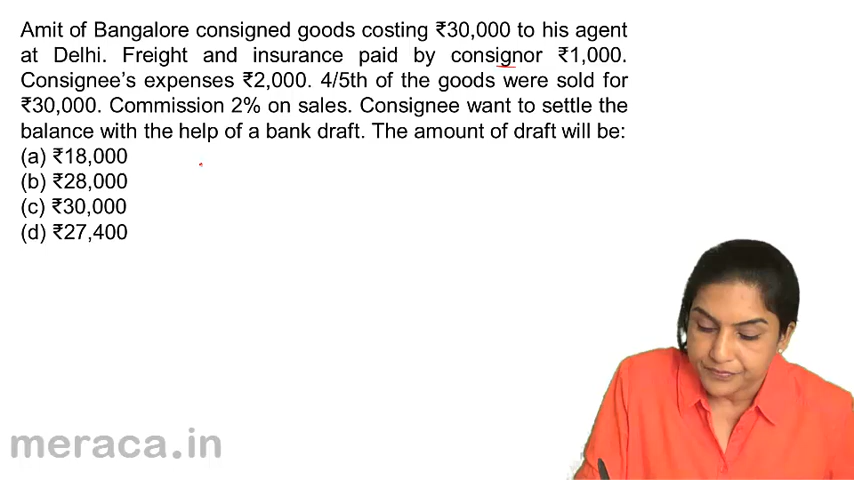 Amit of Bangalore consigned goods costing ₹30,000 to his agent
at Delhi. Freight and insurance paid by consignor ₹1,000.
Consignee's expenses ₹2,000. 4/5th of the goods were sold for
₹30,000. Commission 2% on sales. Consignee want to settle the
balance with the help of a bank draft. The amount of draft will be:
(a) ₹18,000
(b) ₹28,000
(c) ₹30,000
(d) ₹27,400
meraca.in